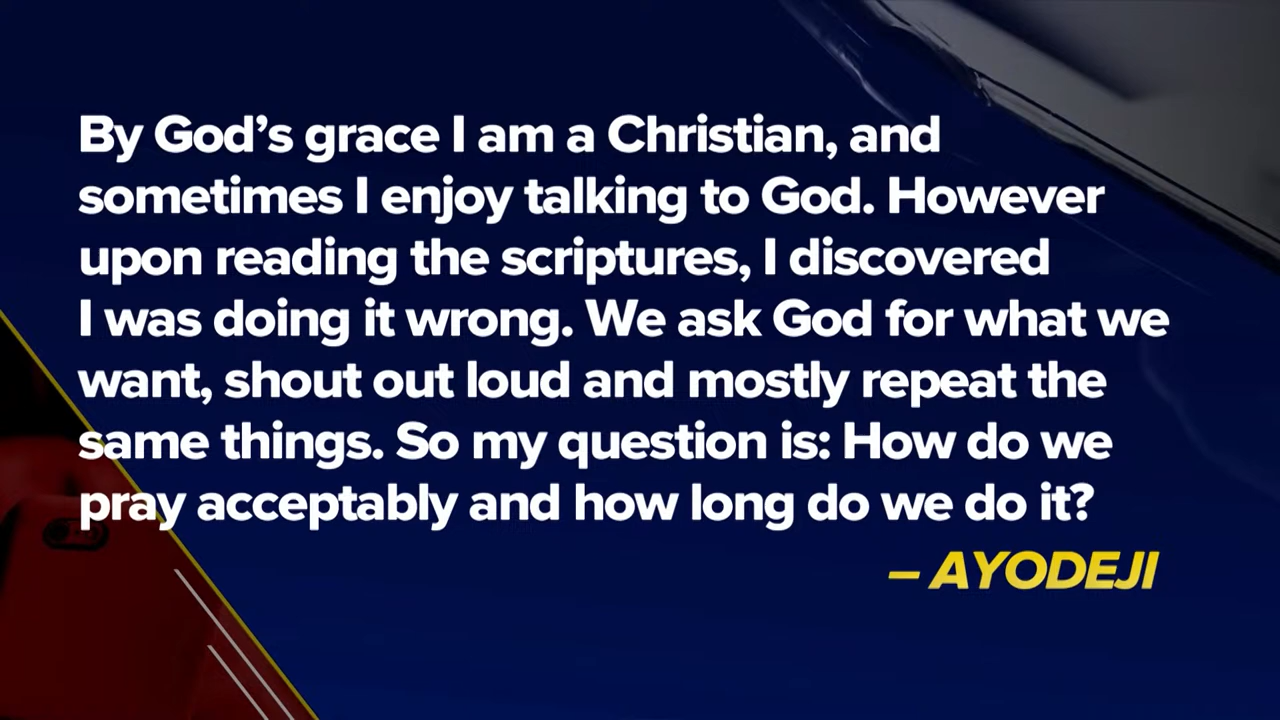 By God’s grace I am a Christian, and
sometimes I enjoy talking to God. However
upon reading the scriptures, I discovered
I was doing it wrong. We ask God for what we
want, shout out loud and mostly repeat the
same things. So my question is: How do we
pray acceptably and how long do we do it?
– AYODEJI